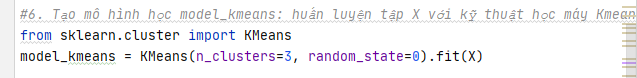 #6. Tạo mô hình học model_kmeans: huấn luyện tập X với kỹ thuật học máy Kmean
from sklearn.cluster import KMeans
model_kmeans = KMeans(n_clusters=3, random_state=0).fit(X)